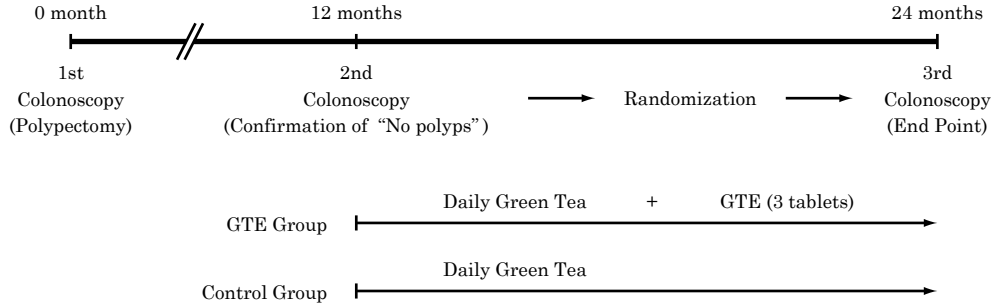 0 month 12 months 24 months
1st 2nd 3rd
Colonoscopy Colonoscopy Randomization Colonoscopy
(Polypectomy) (Confirmation of “No polyps”) (End Point)
Daily Green Tea + GTE (3 tablets)
GTE Group
Daily Green Tea
Control Group